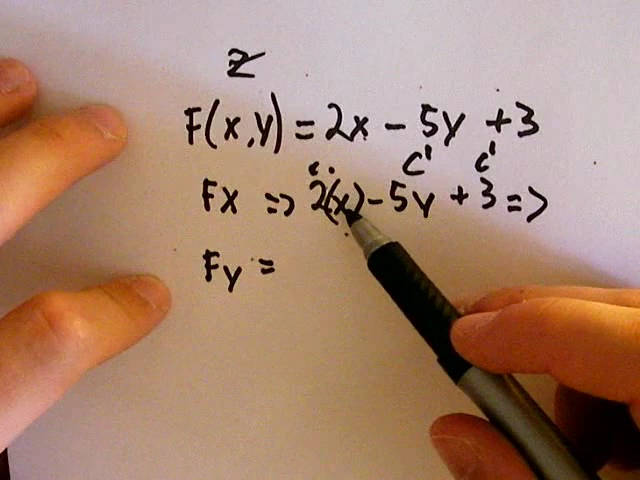 z
F(x,y) = 2x - 5y + 3
c' c'
Fx => 2(x) - 5y + 3 =>
Fy =